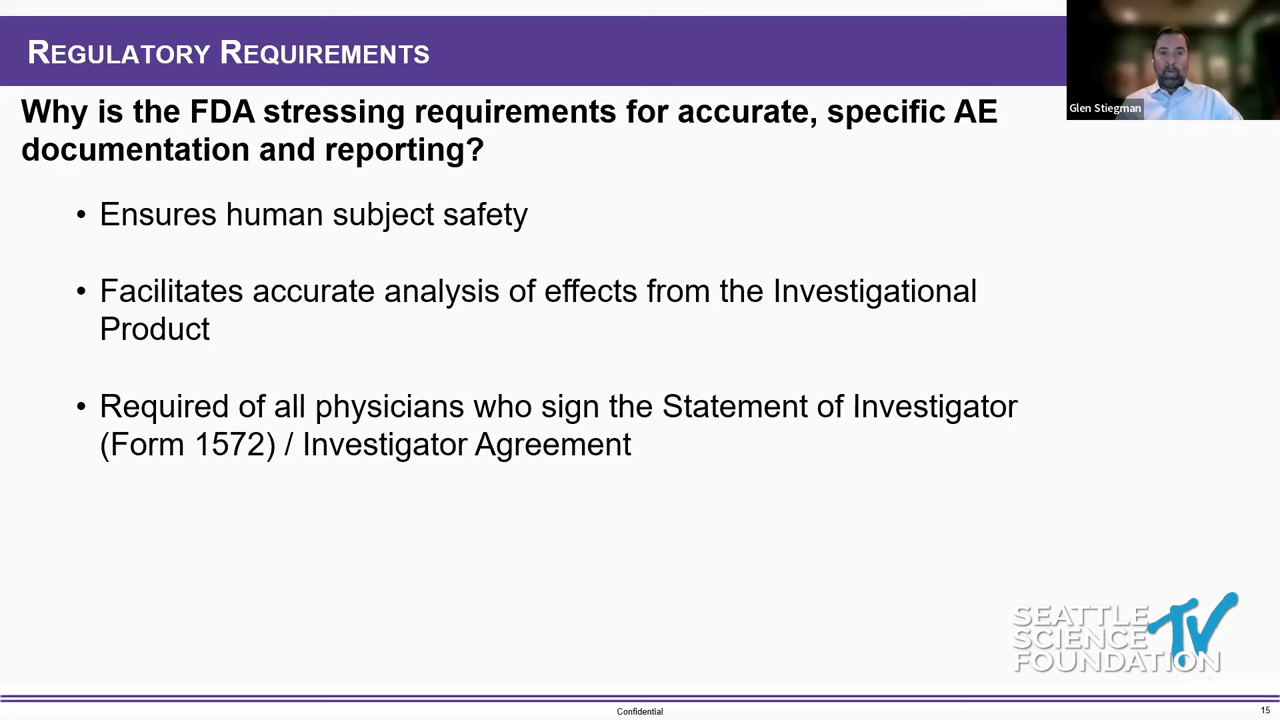 REGULATORY REQUIREMENTS
Glen Stiegman
Why is the FDA stressing requirements for accurate, specific AE
documentation and reporting?
• Ensures human subject safety
• Facilitates accurate analysis of effects from the Investigational
Product
• Required of all physicians who sign the Statement of Investigator
(Form 1572) / Investigator Agreement
SEATTLE
SCIENCE
FOUNDATION
TV
Confidential
15